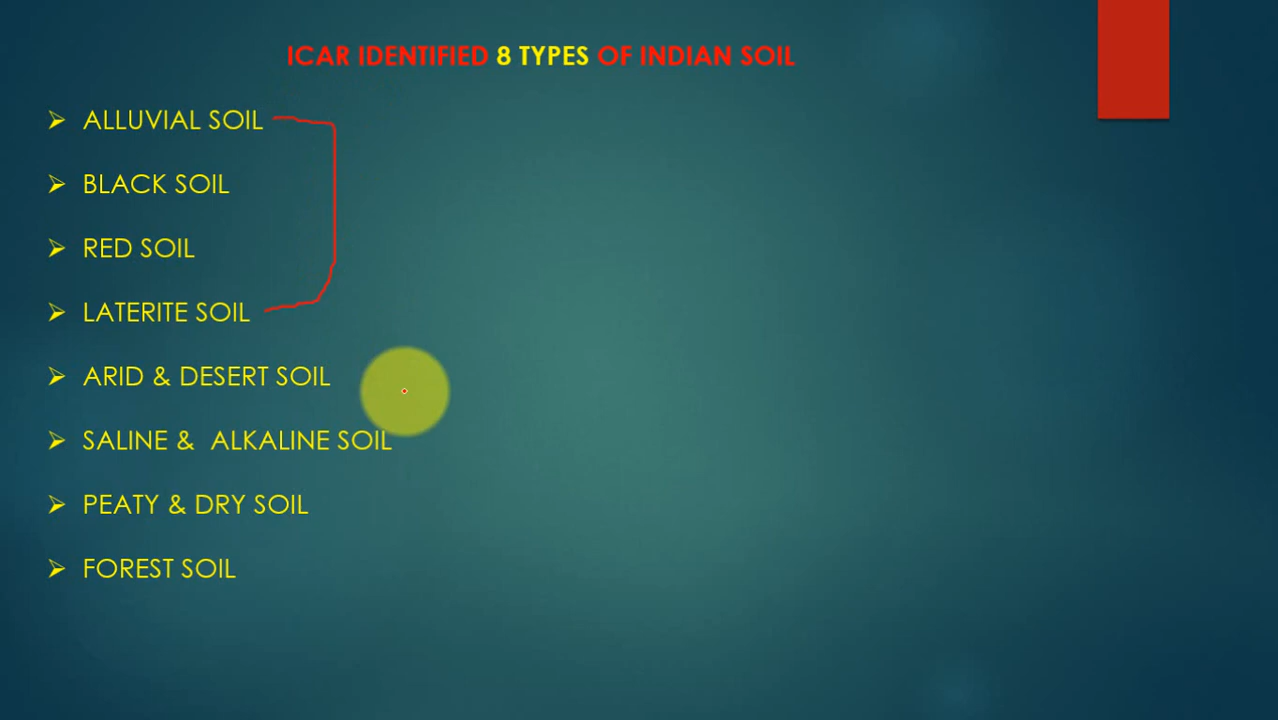 ICAR IDENTIFIED 8 TYPES OF INDIAN SOIL
ALLUVIAL SOIL
BLACK SOIL
RED SOIL
LATERITE SOIL
ARID & DESERT SOIL
SALINE & ALKALINE SOIL
PEATY & DRY SOIL
FOREST SOIL